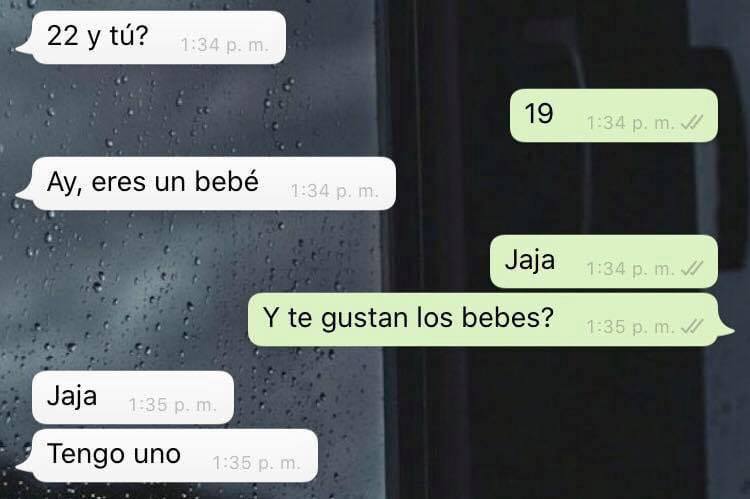 22 y tú? 1:34 p. m.
19 1:34 p. m.
Ay, eres un bebé 1:34 p. m.
Jaja 1:34 p. m.
Y te gustan los bebes? 1:35 p. m.
Jaja 1:35 p. m.
Tengo uno 1:35 p. m.